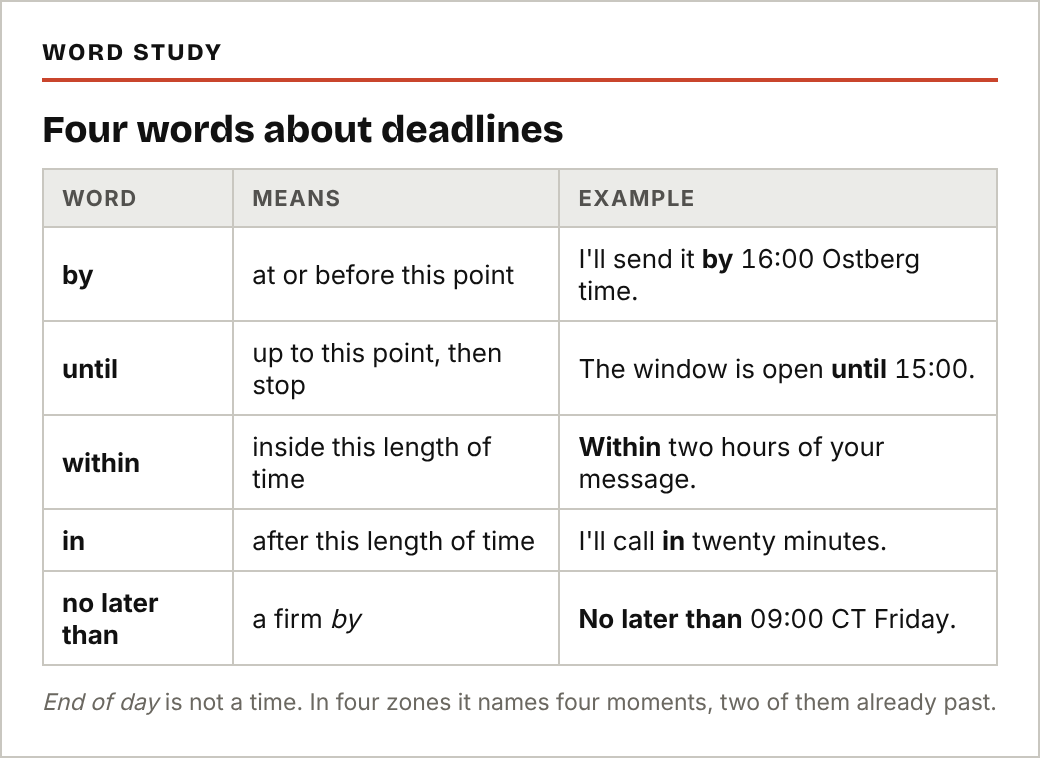 WORD STUDY
Four words about deadlines
WORD MEANS EXAMPLE
by at or before this point I'll send it by 16:00 Ostberg
time.
until up to this point, then
stop The window is open until 15:00.
within inside this length of
time Within two hours of your
message.
in after this length of time I'll call in twenty minutes.
no later
than a firm by No later than 09:00 CT Friday.
End of day is not a time. In four zones it names four moments, two of them already past.